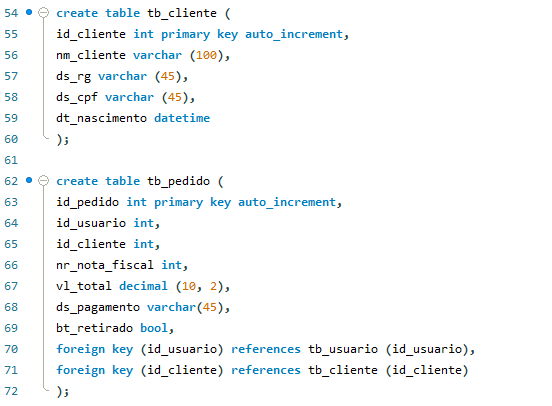 54 create table tb_cliente (
55 id_cliente int primary key auto_increment,
56 nm_cliente varchar (100),
57 ds_rg varchar (45),
58 ds_cpf varchar (45),
59 dt_nascimento datetime
60 );
61
62 create table tb_pedido (
63 id_pedido int primary key auto_increment,
64 id_usuario int,
65 id_cliente int,
66 nr_nota_fiscal int,
67 vl_total decimal (10, 2),
68 ds_pagamento varchar(45),
69 bt_retirado bool,
70 foreign key (id_usuario) references tb_usuario (id_usuario),
71 foreign key (id_cliente) references tb_cliente (id_cliente)
72 );